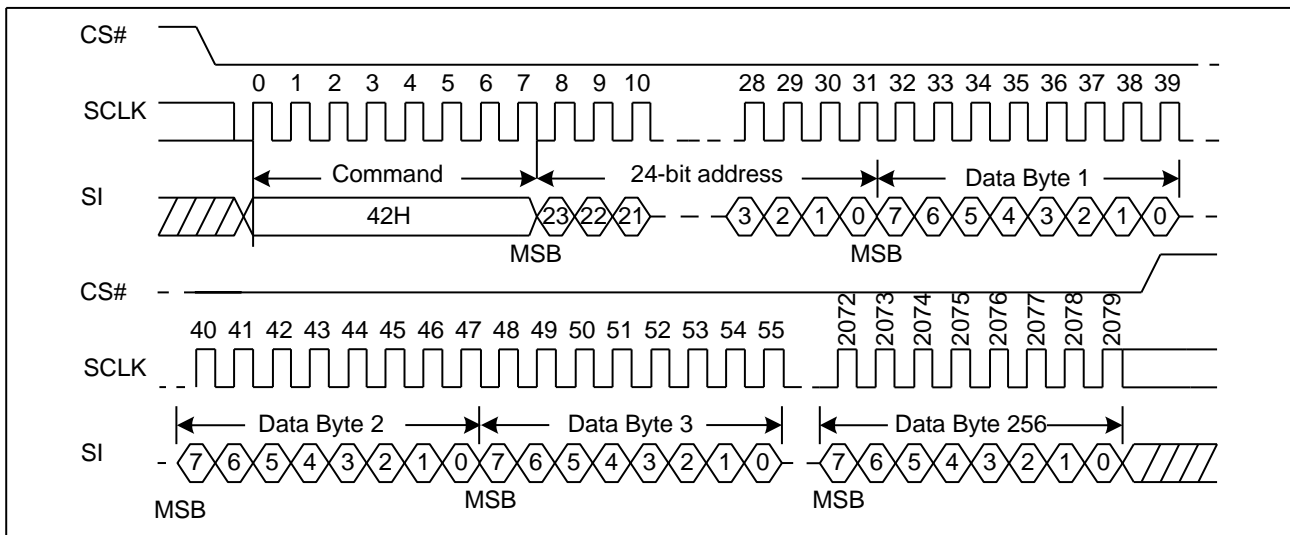 CS#
0 1 2 3 4 5 6 7 8 9 10 28 29 30 31 32 33 34 35 36 37 38 39
SCLK
Command 24-bit address Data Byte 1
SI
42H 23 22 21 3 2 1 0 7 6 5 4 3 2 1 0
MSB MSB
CS#
40 41 42 43 44 45 46 47 48 49 50 51 52 53 54 55 2072 2073 2074 2075 2076 2077 2078 2079
SCLK
Data Byte 2 Data Byte 3 Data Byte 256
SI
7 6 5 4 3 2 1 0 7 6 5 4 3 2 1 0 7 6 5 4 3 2 1 0
MSB MSB MSB